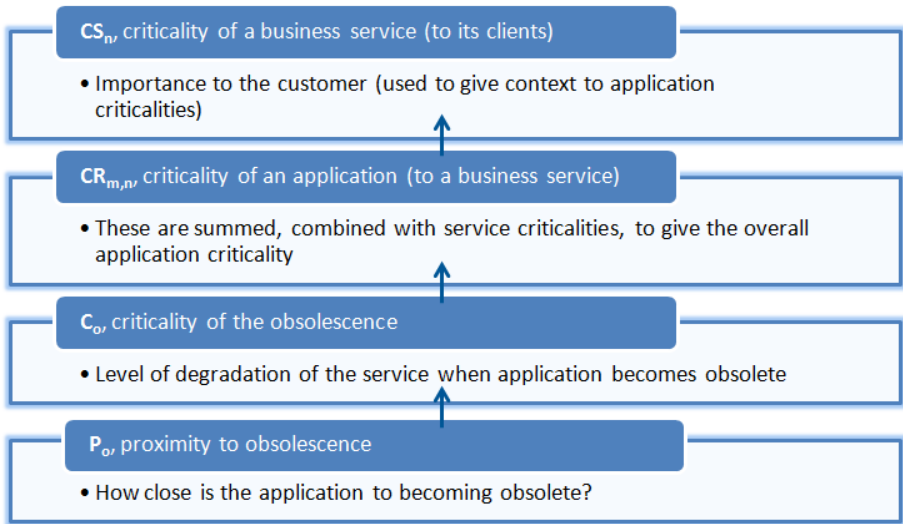 CSn, criticality of a business service (to its clients)
• Importance to the customer (used to give context to application
criticalities)
CRm,n, criticality of an application (to a business service)
• These are summed, combined with service criticalities, to give the overall
application criticality
Co, criticality of the obsolescence
• Level of degradation of the service when application becomes obsolete
Po, proximity to obsolescence
• How close is the application to becoming obsolete?